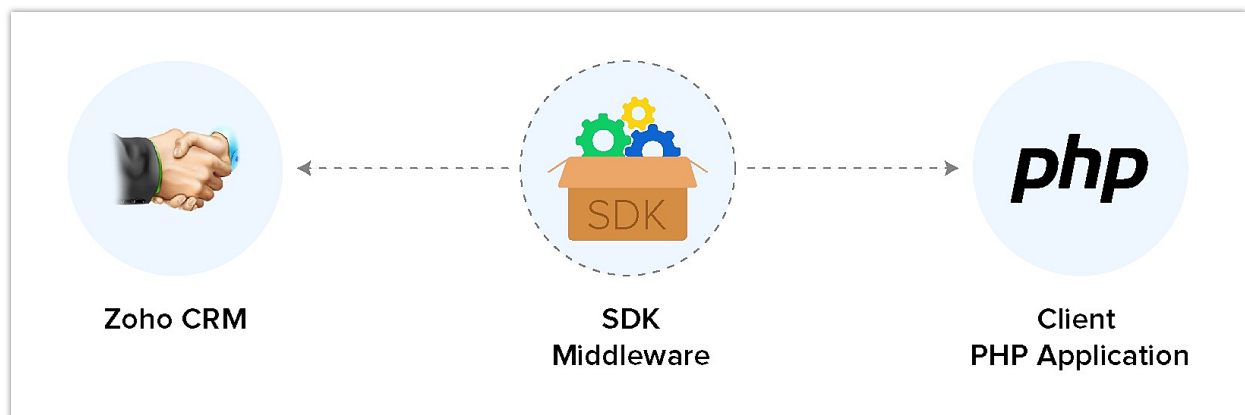 SDK
php
Zoho CRM
SDK
Middleware
Client
PHP Application